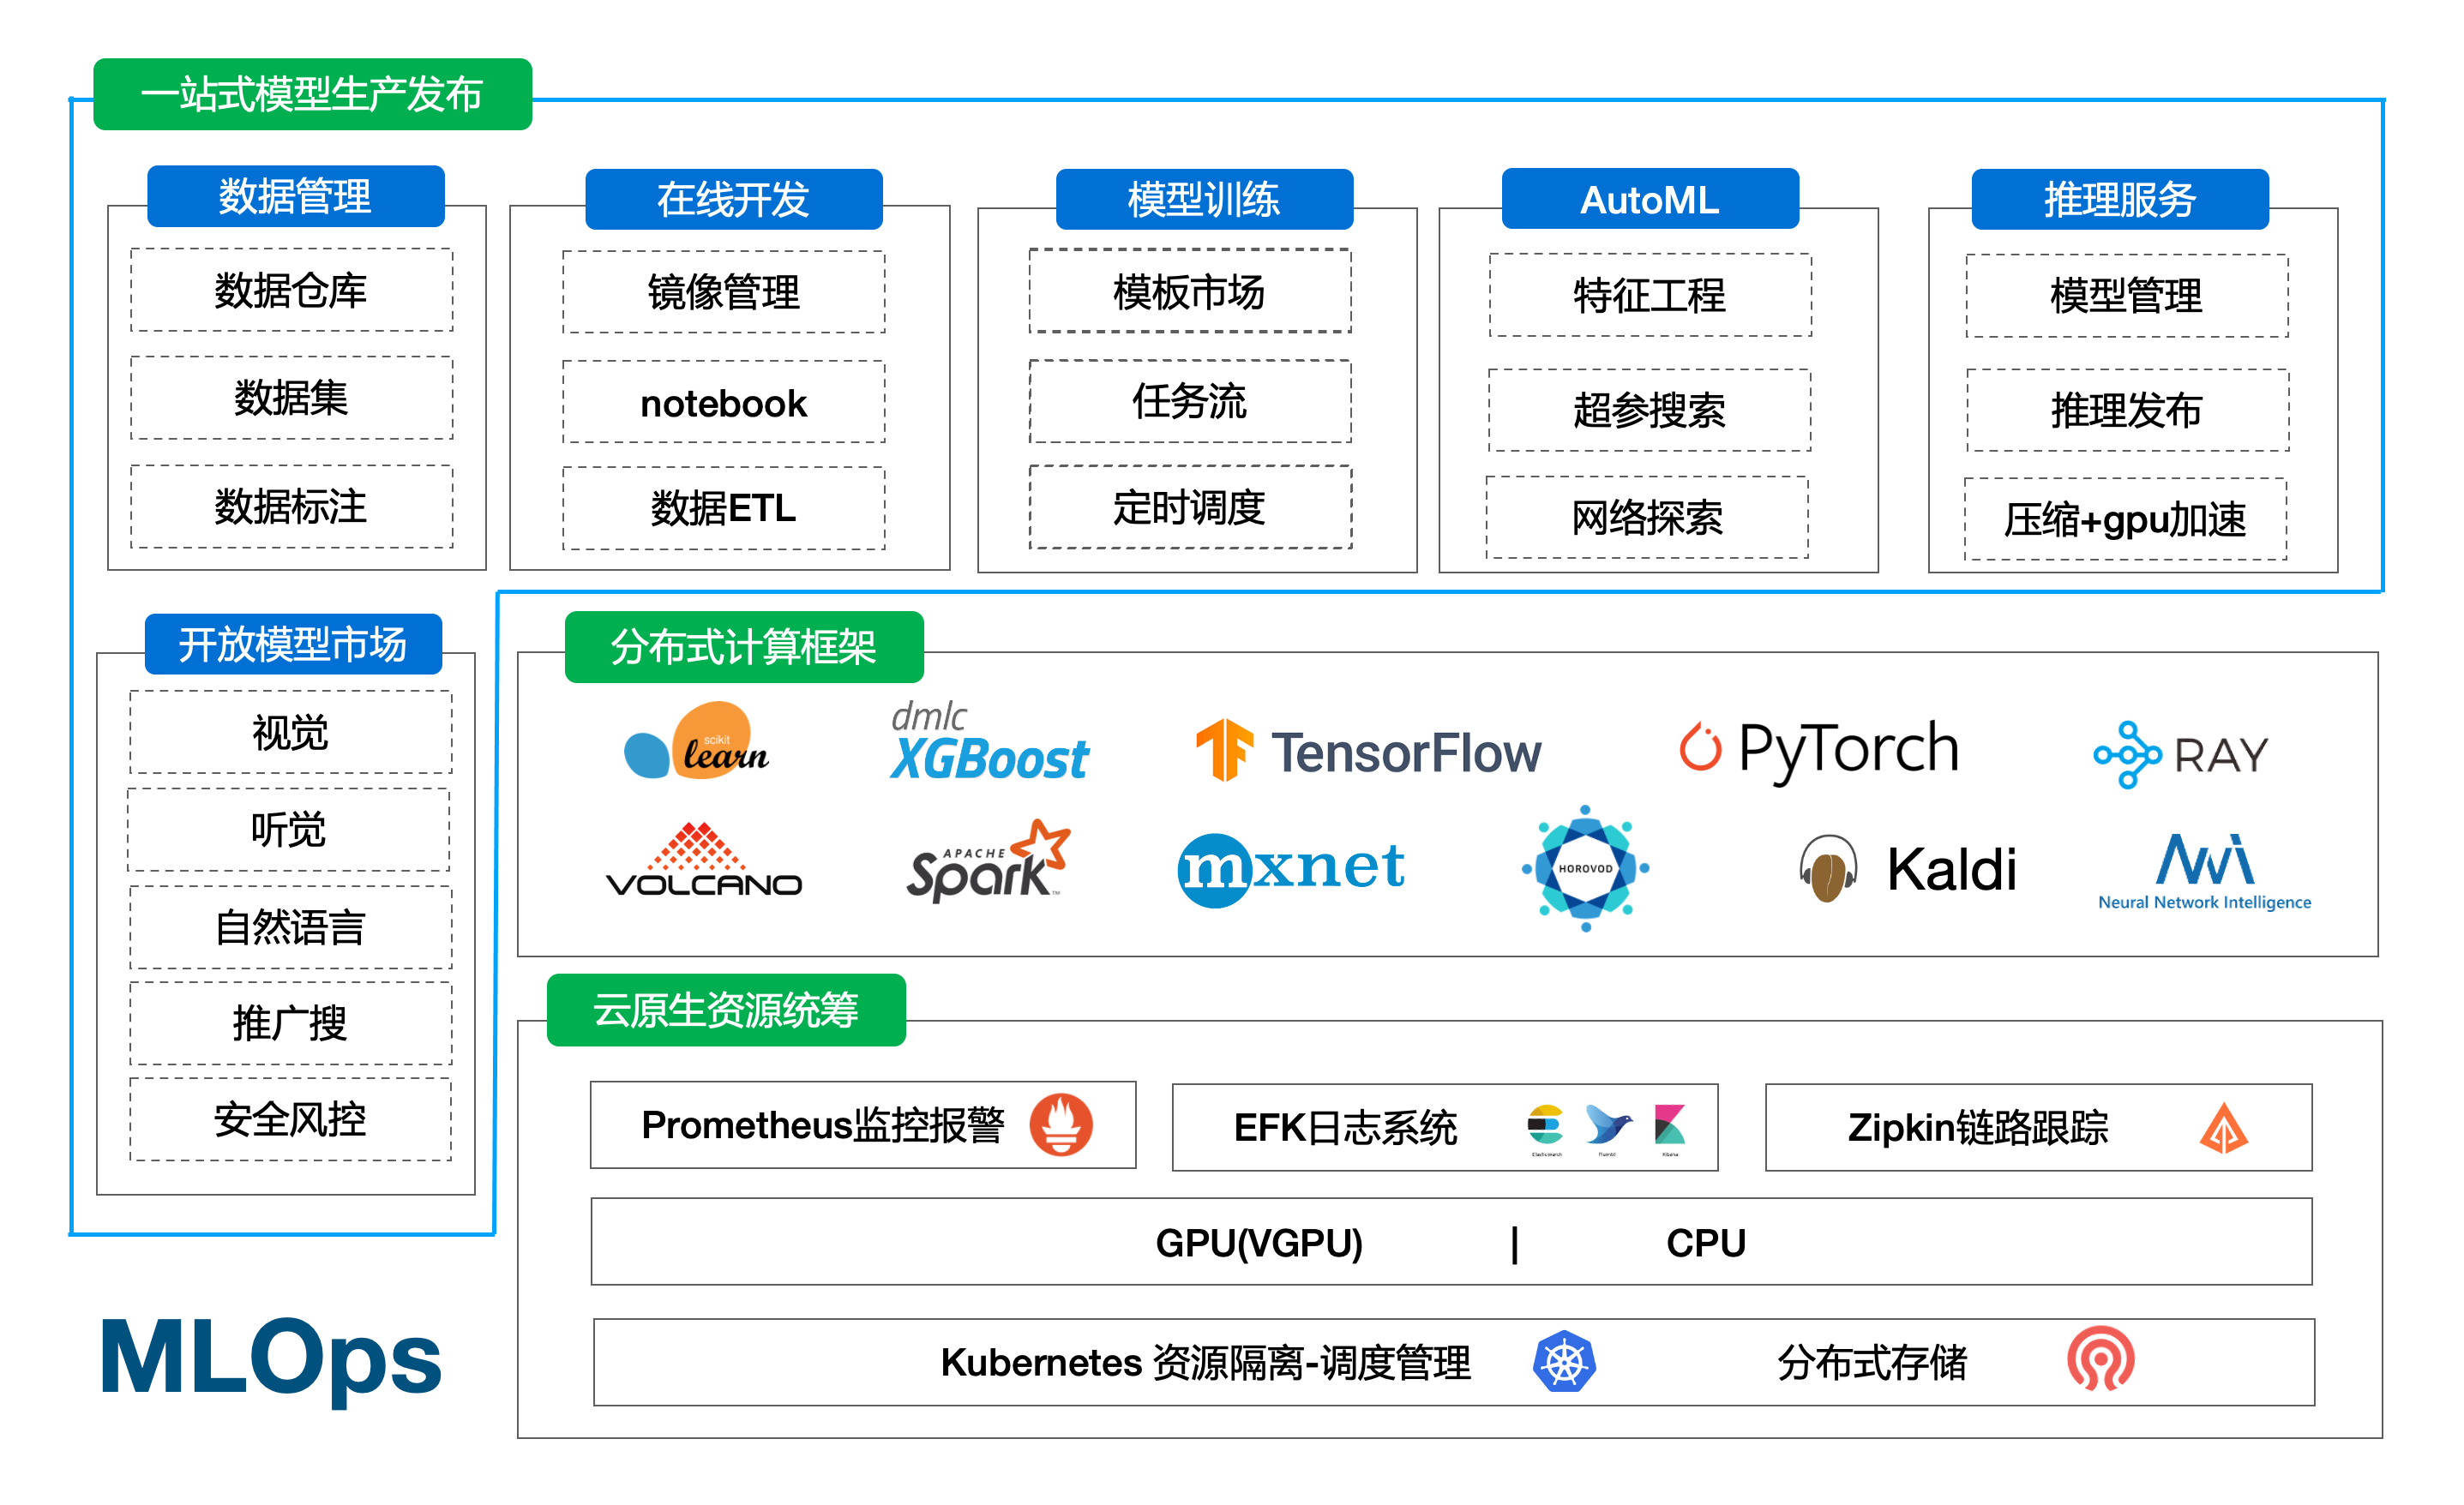 一站式模型生产发布
数据管理
数据仓库
数据集
数据标注
在线开发
镜像管理
notebook
数据ETL
模型训练
模板市场
任务流
定时调度
AutoML
特征工程
超参搜索
网络探索
推理服务
模型管理
推理发布
压缩+gpu加速
开放模型市场
视觉
听觉
自然语言
推广搜
安全风控
分布式计算框架
scikit
learn
dmlc
XGBoost
TensorFlow
PyTorch
RAY
VOLCANO
APACHE
Spark™
mxnet
HOROVOD
Kaldi
NNi
Neural Network Intelligence
云原生资源统筹
Prometheus监控报警
EFK日志系统
Elasticsearch
Fluentd
Kibana
Zipkin链路跟踪
GPU(VGPU) | CPU
Kubernetes 资源隔离-调度管理
分布式存储
MLOps